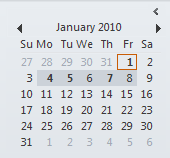 January 2010
Su Mo Tu We Th Fr Sa
27 28 29 30 31 1 2
3 4 5 6 7 8 9
10 11 12 13 14 15 16
17 18 19 20 21 22 23
24 25 26 27 28 29 30
31 1 2 3 4 5 6